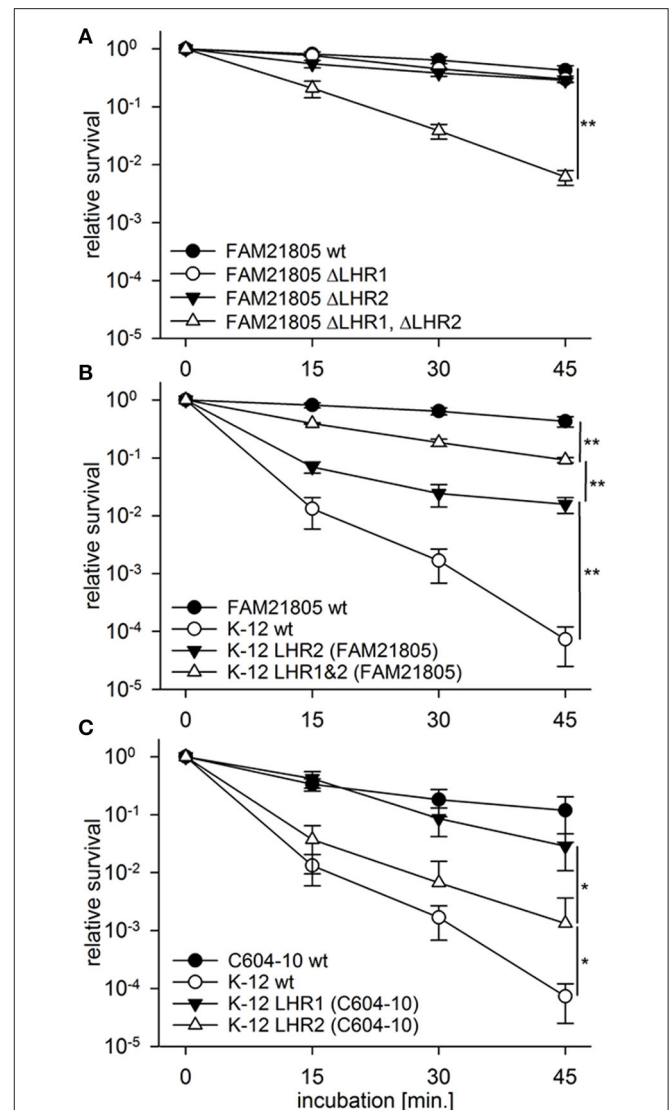 A
10⁰
10⁻¹
10⁻²
10⁻³
10⁻⁴
10⁻⁵
relative survival
**
FAM21805 wt
FAM21805 ΔLHR1
FAM21805 ΔLHR2
FAM21805 ΔLHR1, ΔLHR2
0 15 30 45
B
10⁰
10⁻¹
10⁻²
10⁻³
10⁻⁴
10⁻⁵
relative survival
**
**
**
FAM21805 wt
K-12 wt
K-12 LHR2 (FAM21805)
K-12 LHR1&2 (FAM21805)
0 15 30 45
C
10⁰
10⁻¹
10⁻²
10⁻³
10⁻⁴
10⁻⁵
relative survival
*
*
C604-10 wt
K-12 wt
K-12 LHR1 (C604-10)
K-12 LHR2 (C604-10)
0 15 30 45
incubation [min.]